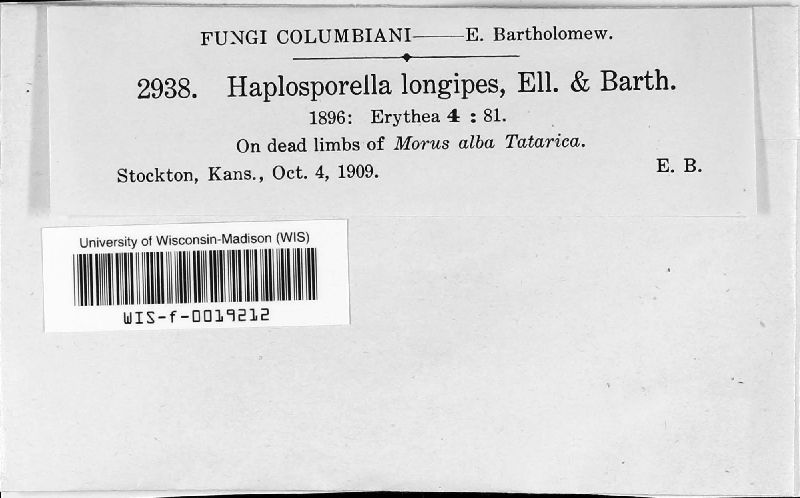 FUNGI COLUMBIANI——E. Bartholomew.
2938. Haplosporella longipes, Ell. & Barth.
1896: Erythea 4 : 81.
On dead limbs of Morus alba Tatarica.
Stockton, Kans., Oct. 4, 1909. E. B.
University of Wisconsin-Madison (WIS)
WIS-f-0019212